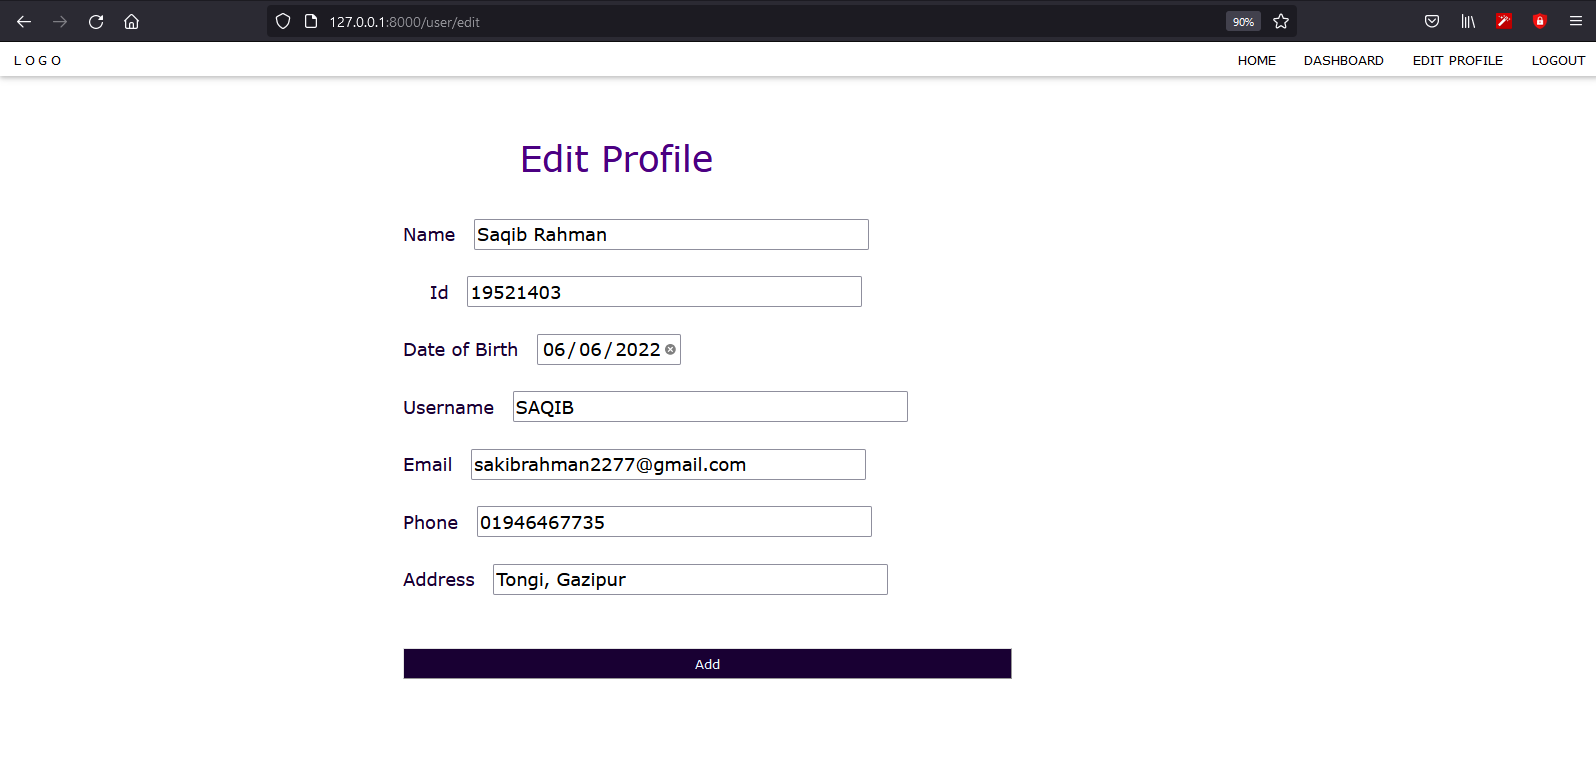 127.0.0.1:8000/user/edit 90%
LOGO HOME DASHBOARD EDIT PROFILE LOGOUT
Edit Profile
Name Saqib Rahman
Id 19521403
Date of Birth 06/06/2022
Username SAQIB
Email sakibrahman2277@gmail.com
Phone 01946467735
Address Tongi, Gazipur
Add